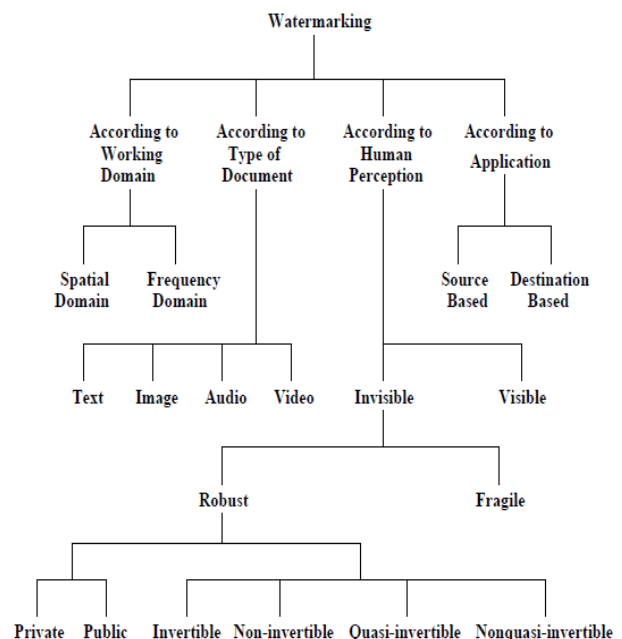 Watermarking
According to
Working
Domain
According to
Type of
Document
According to
Human
Perception
According to
Application
Spatial
Domain
Frequency
Domain
Source
Based
Destination
Based
Text
Image
Audio
Video
Invisible
Visible
Robust
Fragile
Private
Public
Invertible
Non-invertible
Quasi-invertible
Nonquasi-invertible